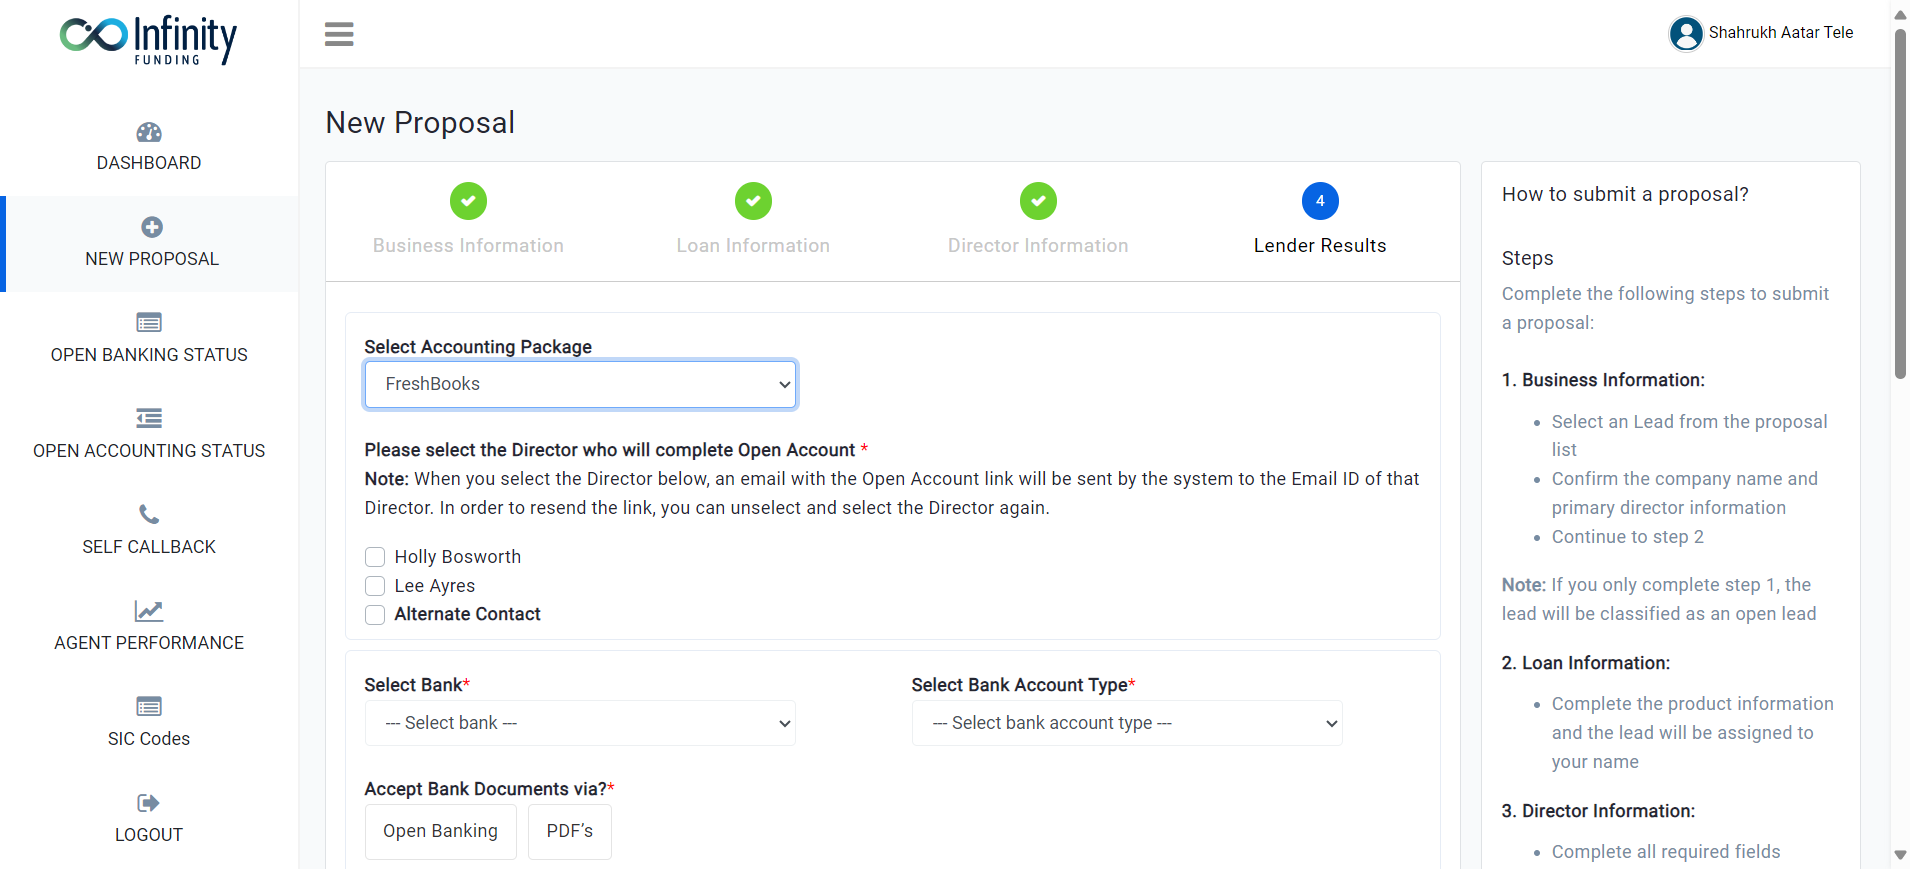 Infinity
FUNDING
Shahrukh Aatar Tele
DASHBOARD
NEW PROPOSAL
OPEN BANKING STATUS
OPEN ACCOUNTING STATUS
SELF CALLBACK
AGENT PERFORMANCE
SIC Codes
LOGOUT
New Proposal
Business Information
Loan Information
Director Information
4
Lender Results
Select Accounting Package
FreshBooks
Please select the Director who will complete Open Account *
Note: When you select the Director below, an email with the Open Account link will be sent by the system to the Email ID of that
Director. In order to resend the link, you can unselect and select the Director again.
Holly Bosworth
Lee Ayres
Alternate Contact
Select Bank*
--- Select bank ---
Select Bank Account Type*
--- Select bank account type ---
Accept Bank Documents via?*
Open Banking
PDF’s
How to submit a proposal?
Steps
Complete the following steps to submit
a proposal:
1. Business Information:
• Select an Lead from the proposal
list
• Confirm the company name and
primary director information
• Continue to step 2
Note: If you only complete step 1, the
lead will be classified as an open lead
2. Loan Information:
• Complete the product information
and the lead will be assigned to
your name
3. Director Information:
• Complete all required fields